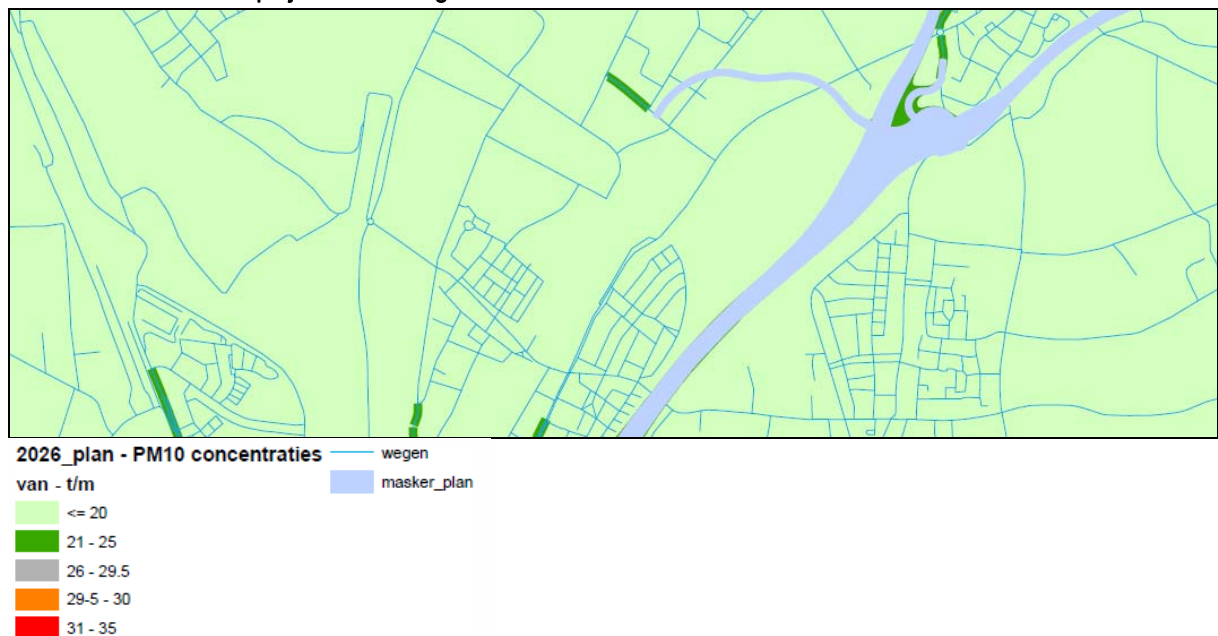 2026_plan - PM10 concentraties
van - t/m
<= 20
21 - 25
26 - 29.5
29-5 - 30
31 - 35
wegen
masker_plan